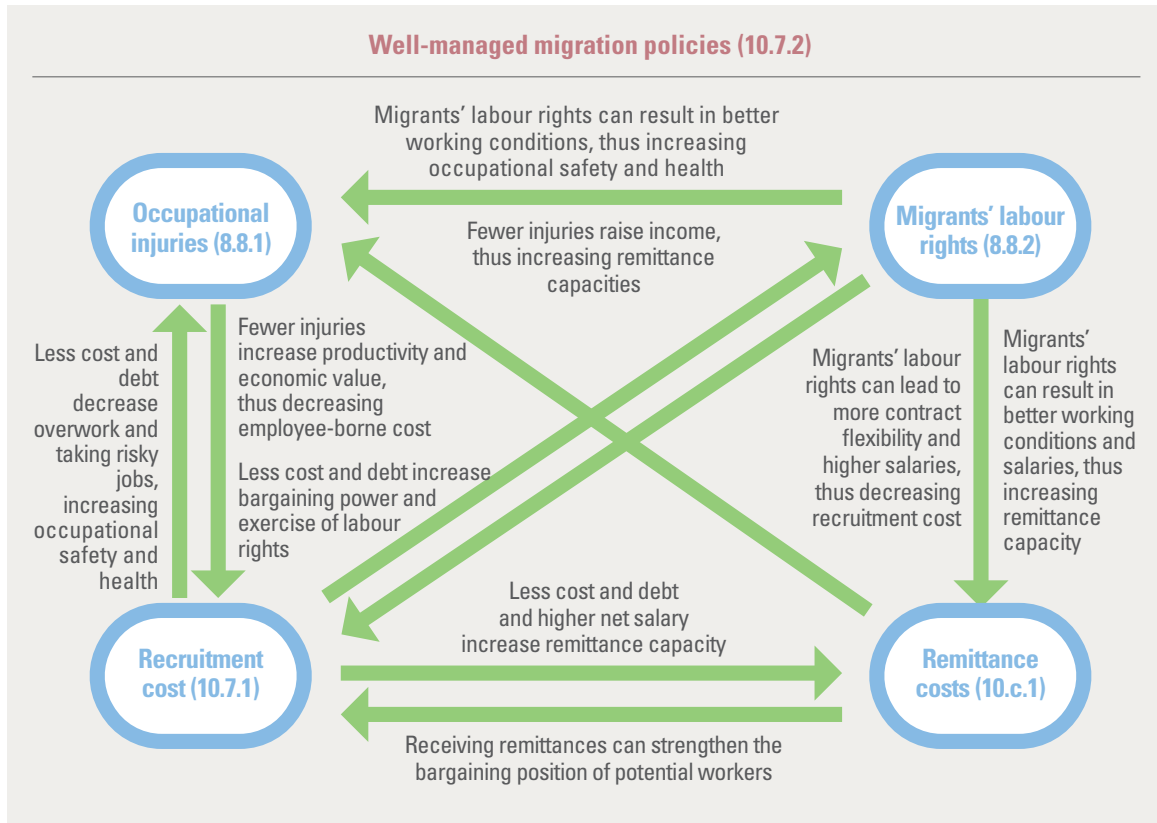 Well-managed migration policies (10.7.2)
Migrants’ labour rights can result in better
working conditions, thus increasing
occupational safety and health
Occupational
injuries (8.8.1)
Migrants’ labour
rights (8.8.2)
Fewer injuries raise income,
thus increasing remittance
capacities
Less cost and
debt
decrease
overwork and
taking risky
jobs,
increasing
occupational
safety and
health
Fewer injuries
increase productivity and
economic value,
thus decreasing
employee-borne cost
Less cost and debt increase
bargaining power and
exercise of labour
rights
Migrants’ labour
rights can lead to
more contract
flexibility and
higher salaries,
thus decreasing
recruitment cost
Migrants’
labour rights
can result in
better working
conditions and
salaries, thus
increasing
remittance
capacity
Less cost and debt
and higher net salary
increase remittance capacity
Recruitment
cost (10.7.1)
Remittance
costs (10.c.1)
Receiving remittances can strengthen the
bargaining position of potential workers